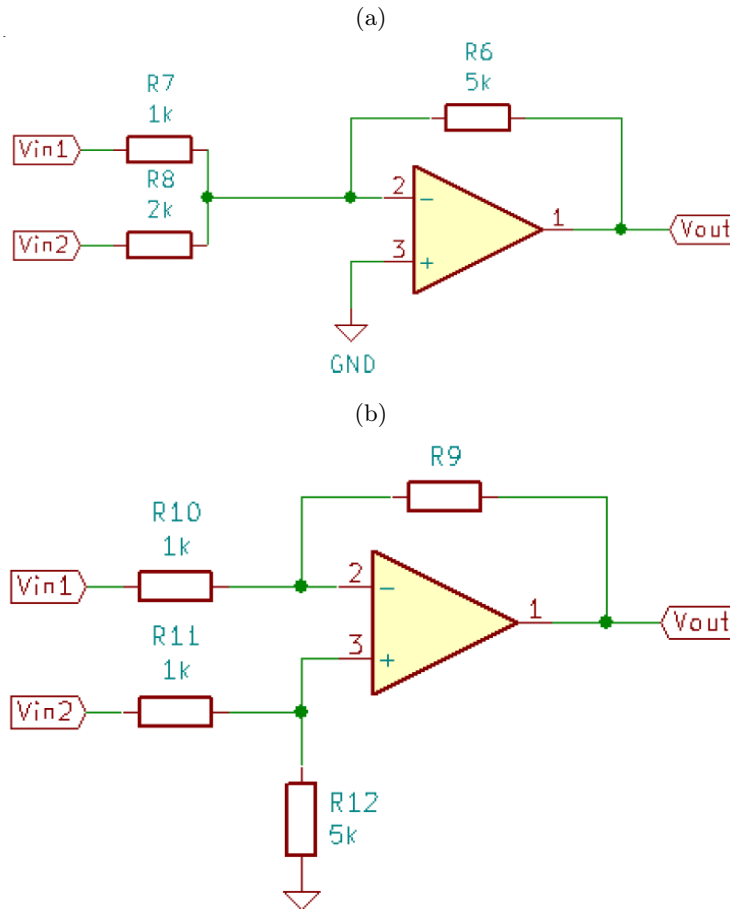 (a)
R6
5k
R7
1k
Vin1
R8
2k
Vin2
2
−
3
+
1
Vout
GND
(b)
R9
R10
1k
Vin1
2
−
1
Vout
R11
1k
3
+
Vin2
R12
5k